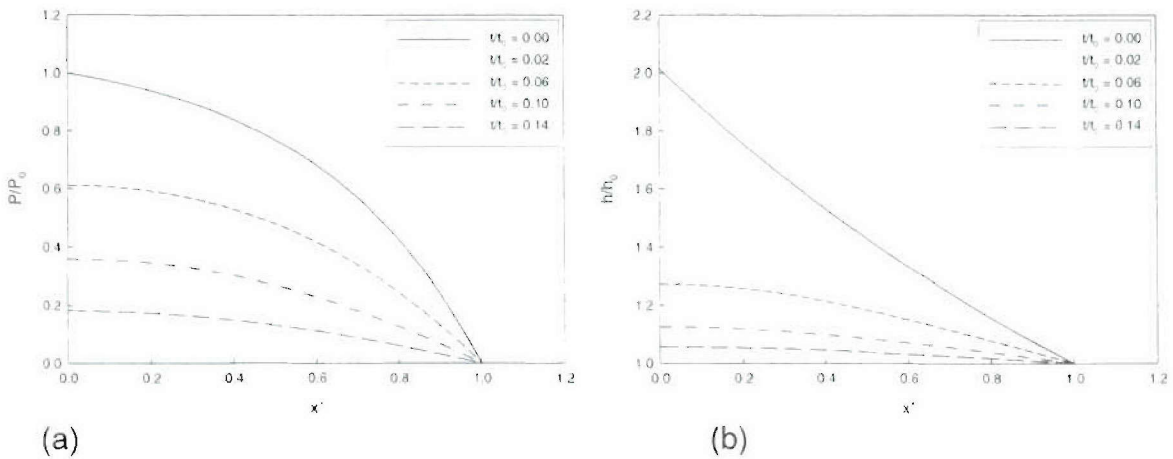 1.2
1.0
0.8
0.6
0.4
0.2
0.0
P/P₀
0.0 0.2 0.4 0.6 0.8 1.0 1.2
x*
t/t₀ = 0.00
t/t₀ = 0.02
t/t₀ = 0.06
t/t₀ = 0.10
t/t₀ = 0.14
(a)
2.2
2.0
1.8
1.6
1.4
1.2
1.0
h/h₀
0.0 0.2 0.4 0.6 0.8 1.0 1.2
x*
t/t₀ = 0.00
t/t₀ = 0.02
t/t₀ = 0.06
t/t₀ = 0.10
t/t₀ = 0.14
(b)